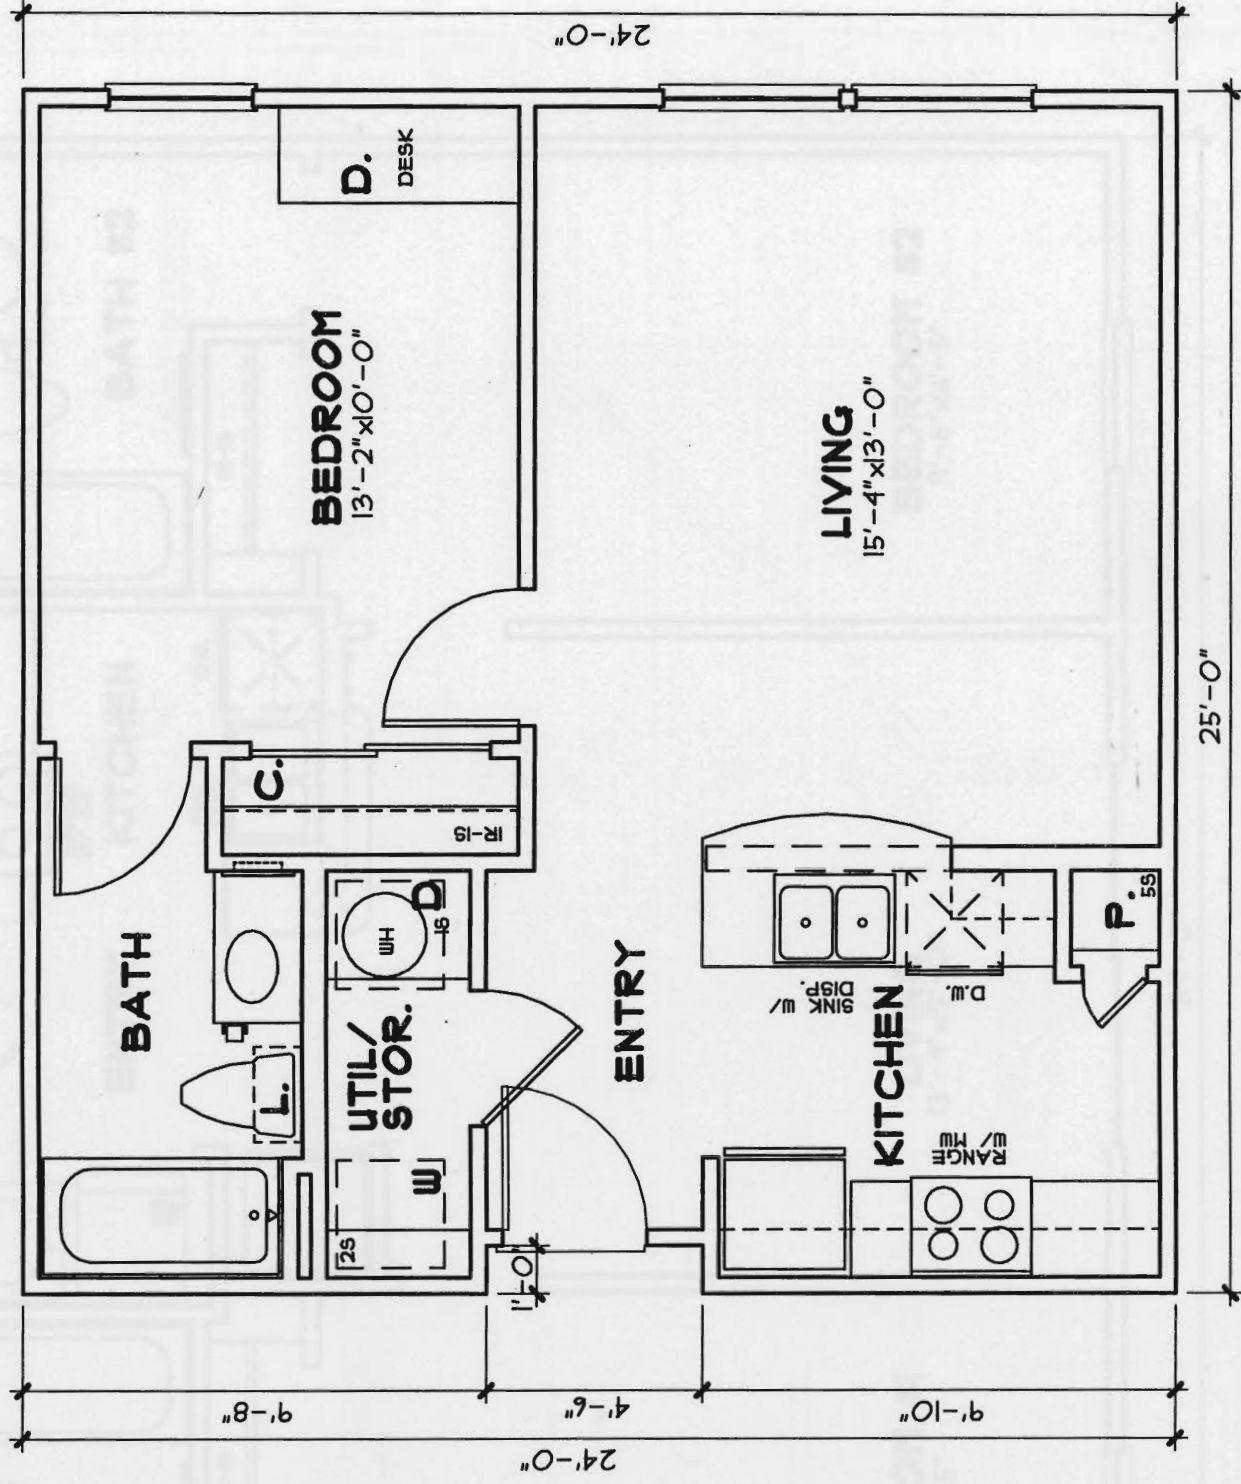 24'-0"
D.
DESK
BEDROOM
13'-2"x10'-0"
LIVING
15'-4"x13'-0"
25'-0"
C.
1R-1S
BATH
L.
WH
D
1S
UTIL/
STOR.
W
2S
ENTRY
KITCHEN
SINK W/
DISP.
D.W.
P.
5S
RANGE
W/ MW
1'-0"
9'-8"
4'-6"
9'-10"
24'-0"